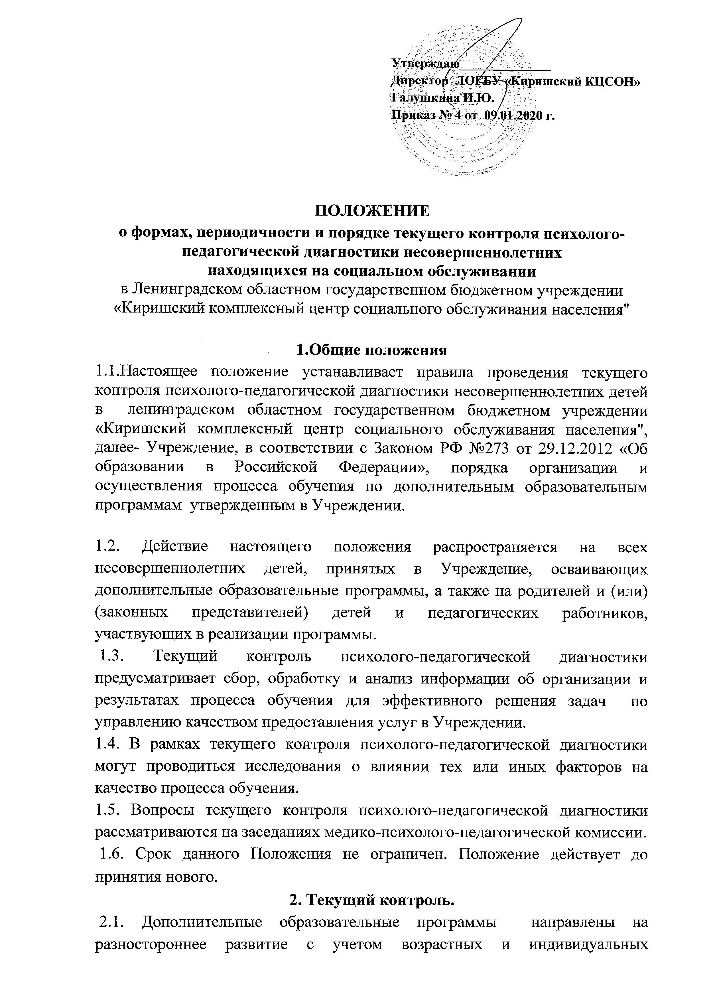 Утверждаю______________
Директор ЛОГБУ «Киришский КЦСОН»
Галушкина И.Ю.
Приказ № 4 от 09.01.2020 г.
ПОЛОЖЕНИЕ
о формах, периодичности и порядке текущего контроля психолого-
педагогической диагностики несовершеннолетних
находящихся на социальном обслуживании
в Ленинградском областном государственном бюджетном учреждении
«Киришский комплексный центр социального обслуживания населения"
1.Общие положения
1.1.Настоящее положение устанавливает правила проведения текущего
контроля психолого-педагогической диагностики несовершеннолетних детей
в ленинградском областном государственном бюджетном учреждении
«Киришский комплексный центр социального обслуживания населения",
далее- Учреждение, в соответствии с Законом РФ №273 от 29.12.2012 «Об
образовании в Российской Федерации», порядка организации и
осуществления процесса обучения по дополнительным образовательным
программам утвержденным в Учреждении.
1.2. Действие настоящего положения распространяется на всех
несовершеннолетних детей, принятых в Учреждение, осваивающих
дополнительные образовательные программы, а также на родителей и (или)
(законных представителей) детей и педагогических работников,
участвующих в реализации программы.
1.3. Текущий контроль психолого-педагогической диагностики
предусматривает сбор, обработку и анализ информации об организации и
результатах процесса обучения для эффективного решения задач по
управлению качеством предоставления услуг в Учреждении.
1.4. В рамках текущего контроля психолого-педагогической диагностики
могут проводиться исследования о влиянии тех или иных факторов на
качество процесса обучения.
1.5. Вопросы текущего контроля психолого-педагогической диагностики
рассматриваются на заседаниях медико-психолого-педагогической комиссии.
1.6. Срок данного Положения не ограничен. Положение действует до
принятия нового.
2. Текущий контроль.
2.1. Дополнительные образовательные программы направлены на
разностороннее развитие с учетом возрастных и индивидуальных